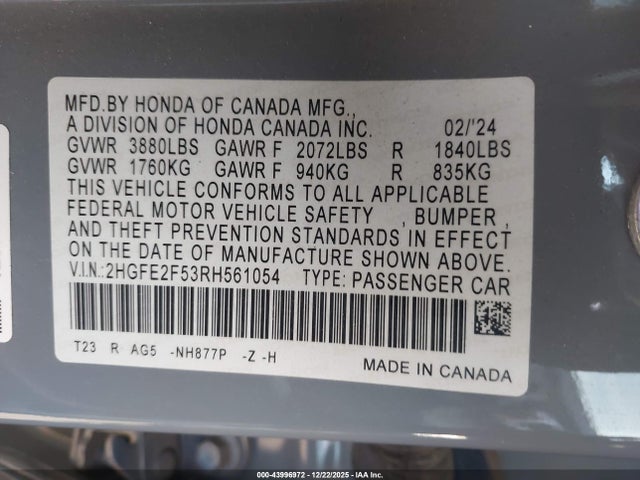 MFD.BY HONDA OF CANADA MFG.,
A DIVISION OF HONDA CANADA INC. 02/'24
GVWR 3880LBS GAWR F 2072LBS R 1840LBS
GVWR 1760KG GAWR F 940KG R 835KG
THIS VEHICLE CONFORMS TO ALL APPLICABLE
FEDERAL MOTOR VEHICLE SAFETY , BUMPER ,
AND THEFT PREVENTION STANDARDS IN EFFECT
ON THE DATE OF MANUFACTURE SHOWN ABOVE.
V.I.N.:2HGFE2F53RH561054 TYPE: PASSENGER CAR
T23 R AG5 -NH877P -Z -H
MADE IN CANADA
000-43996972 | 12/22/2025 | IAA Inc.